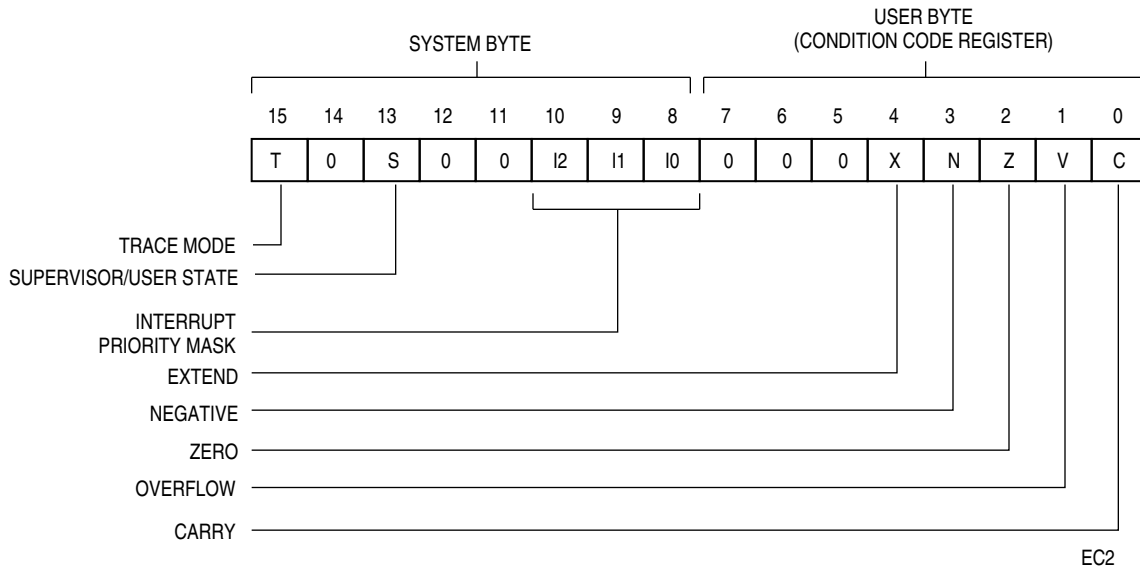 USER BYTE
(CONDITION CODE REGISTER)
SYSTEM BYTE
15 14 13 12 11 10 9 8 7 6 5 4 3 2 1 0
T 0 S 0 0 I2 I1 I0 0 0 0 X N Z V C
TRACE MODE
SUPERVISOR/USER STATE
INTERRUPT
PRIORITY MASK
EXTEND
NEGATIVE
ZERO
OVERFLOW
CARRY
EC2